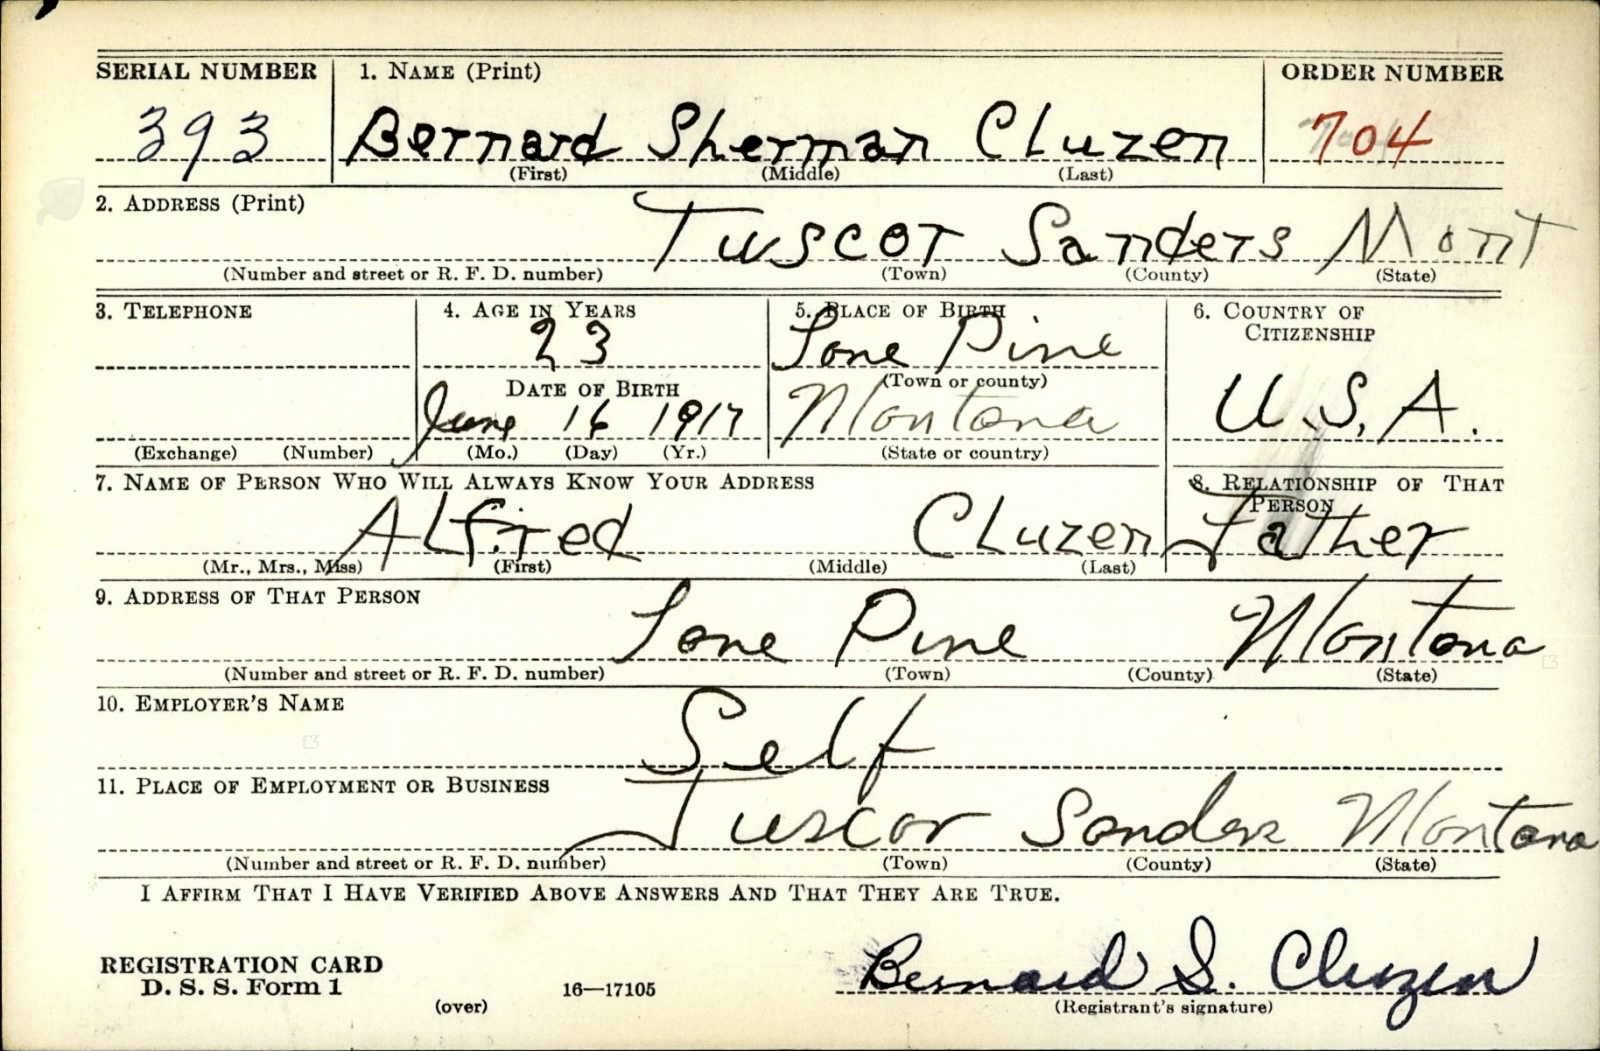 SERIAL NUMBER 1. NAME (Print) ORDER NUMBER
393 Bernard Sherman Cluzen 704
(First) (Middle) (Last)
2. ADDRESS (Print)
Tuscor Sanders Mont
(Number and street or R. F. D. number) (Town) (County) (State)
3. TELEPHONE 4. AGE IN YEARS 5. PLACE OF BIRTH 6. COUNTRY OF
CITIZENSHIP
23 Lone Pine
(Town or county)
DATE OF BIRTH
June 16 1917 Montana U.S.A.
(Exchange) (Number) (Mo.) (Day) (Yr.) (State or country)
7. NAME OF PERSON WHO WILL ALWAYS KNOW YOUR ADDRESS 8. RELATIONSHIP OF THAT
PERSON
Alfred Cluzen Father
(Mr., Mrs., Miss) (First) (Middle) (Last)
9. ADDRESS OF THAT PERSON
Lone Pine Montana
(Number and street or R. F. D. number) (Town) (County) (State)
10. EMPLOYER'S NAME
Self
11. PLACE OF EMPLOYMENT OR BUSINESS
Tuscor Sanders Montana
(Number and street or R. F. D. number) (Town) (County) (State)
I AFFIRM THAT I HAVE VERIFIED ABOVE ANSWERS AND THAT THEY ARE TRUE.
REGISTRATION CARD
D. S. S. Form 1
(over) 16—17105
Bernard S. Cluzen
(Registrant's signature)